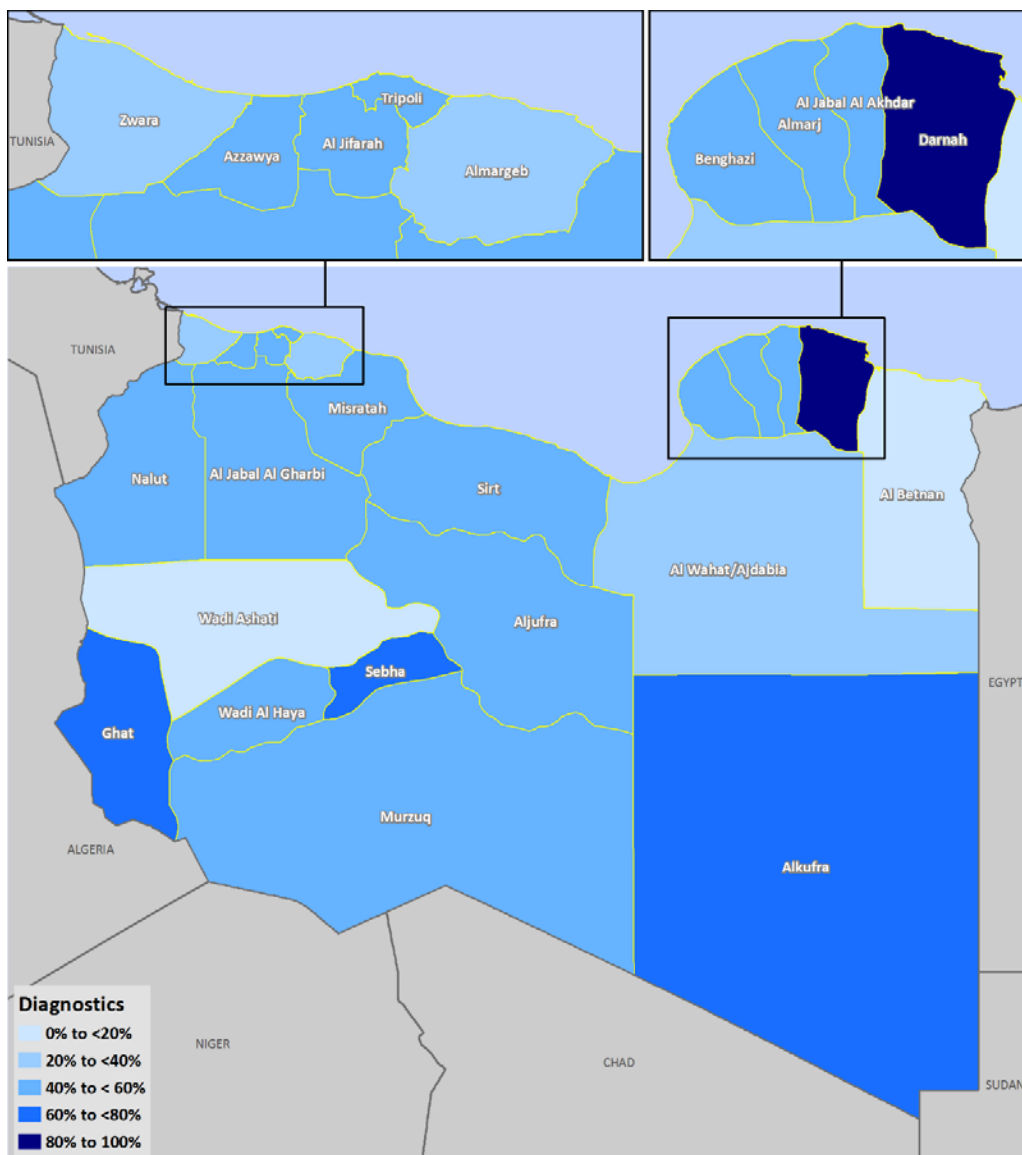 Zwara
TUNISIA
Azzawya
Al Jifarah
Tripoli
Almargeb
Al Jabal Al Akhdar
Almarj
Benghazi
Darnah
TUNISIA
Misratah
Nalut
Al Jabal Al Gharbi
Sirt
Al Betnan
Al Wahat/Ajdabia
Wadi Ashati
Aljufra
Sebha
EGYPT
Wadi Al Haya
Ghat
Murzuq
ALGERIA
Alkufra
NIGER
CHAD
SUDAN
Diagnostics
0% to <20%
20% to <40%
40% to < 60%
60% to <80%
80% to 100%